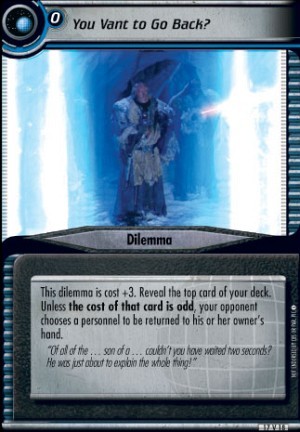 0
You Vant to Go Back?
Dilemma
This dilemma is cost +3. Reveal the top card of your deck.
Unless the cost of that card is odd, your opponent
chooses a personnel to be returned to his or her owner's
hand.
"Of all of the … son of a … couldn't you have waited two seconds?
He was just about to explain the whole thing!"
17 V 16